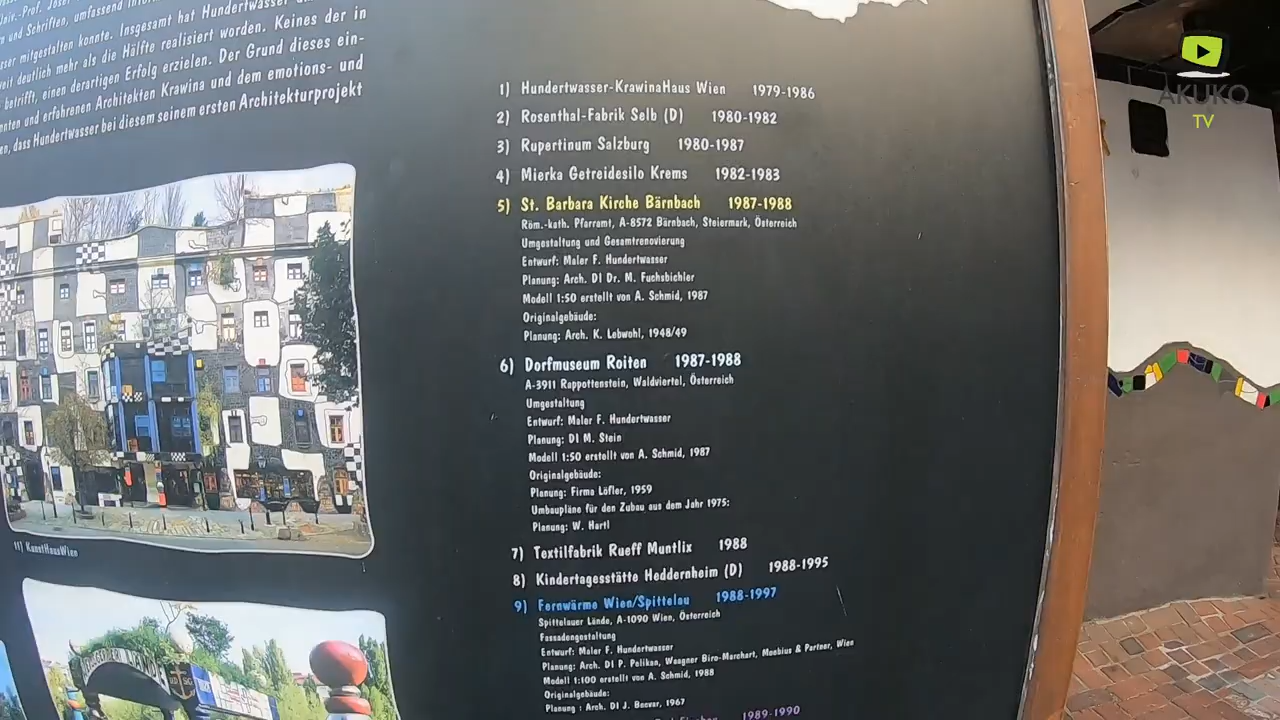 Univ.-Prof. Josef
und Schriften, umfassend
mitgestalten konnte. Insgesamt hat Hundertwasser
weit deutlich mehr als die Hälfte realisiert worden. Keines der in
betrifft, einen derartigen Erfolg erzielen. Der Grund dieses ein-
und erfahrenen Architekten Krawina und dem emotions- und
dass Hundertwasser bei diesem seinem ersten Architekturprojekt
11) KunstHausWien
1) Hundertwasser-KrawinaHaus Wien 1979-1986
2) Rosenthal-Fabrik Selb (D) 1980-1982
3) Rupertinum Salzburg 1980-1987
4) Mierka Getreidesilo Krems 1982-1983
5) St. Barbara Kirche Bärnbach 1987-1988
Röm.-kath. Pfarramt, A-8572 Bärnbach, Steiermark, Österreich
Umgestaltung und Gesamtrenovierung
Entwurf: Maler F. Hundertwasser
Planung: Arch. DI Dr. M. Fuchsbichler
Modell 1:50 erstellt von A. Schmid, 1987
Originalgebäude:
Planung: Arch. K. Lebwohl, 1948/49
6) Dorfmuseum Roiten 1987-1988
A-3911 Rappottenstein, Waldviertel, Österreich
Umgestaltung
Entwurf: Maler F. Hundertwasser
Planung: DI M. Stein
Modell 1:50 erstellt von A. Schmid, 1987
Originalgebäude:
Planung: Firma Löfler, 1959
Umbaupläne für den Zubau aus dem Jahr 1975:
Planung: W. Hartl
7) Textilfabrik Rueff Muntlix 1988
8) Kindertagesstätte Heddernheim (D) 1988-1995
9) Fernwärme Wien/Spittelau 1988-1997
Spittelauer Lände, A-1090 Wien, Österreich
Fassadengestaltung
Entwurf: Maler F. Hundertwasser
Planung: Arch. DI P. Pelikan, Waagner Biro-Marchart, Moebius & Partner, Wien
Modell 1:100 erstellt von A. Schmid, 1988
Originalgebäude:
Planung : Arch. DI J. Becvar, 1967
1989-1990
AKUKO
TV